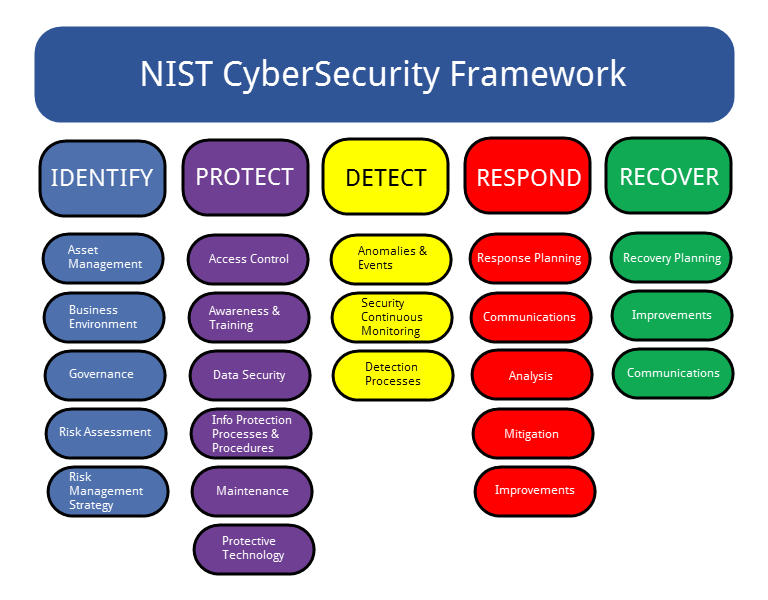 NIST CyberSecurity Framework
IDENTIFY
PROTECT
DETECT
RESPOND
RECOVER
Asset
Management
Business
Environment
Governance
Risk Assessment
Risk
Management
Strategy
Access Control
Awareness &
Training
Data Security
Info Protection
Processes &
Procedures
Maintenance
Protective
Technology
Anomalies &
Events
Security
Continuous
Monitoring
Detection
Processes
Response Planning
Communications
Analysis
Mitigation
Improvements
Recovery Planning
Improvements
Communications